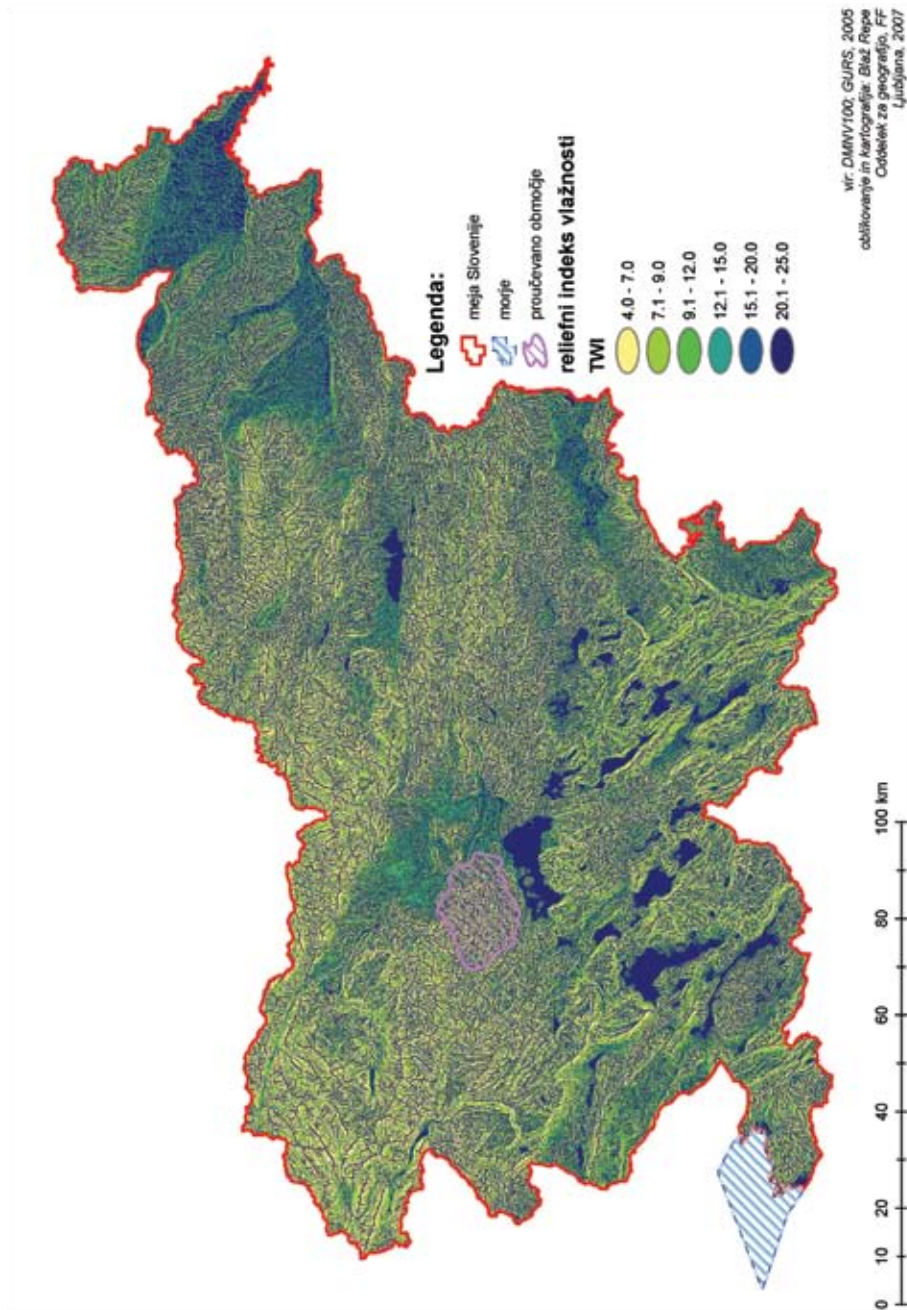 Legenda:
meja Slovenije
morje
proučevano območje
reliefni indeks vlažnosti
TWI
4.0 - 7.0
7.1 - 9.0
9.1 - 12.0
12.1 - 15.0
15.1 - 20.0
20.1 - 25.0
0 10 20 40 60 80 100 km
vir: DMNV100; GURS, 2005
oblikovanje in kartografija: Blaž Repe
Oddelek za geografijo, FF
Ljubljana, 2007